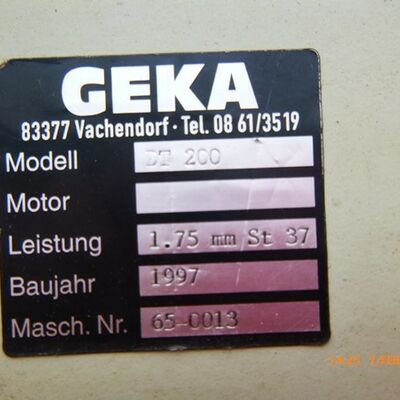 GEKA
83377 Vachendorf · Tel. 08 61/3519
Modell DT 200
Motor
Leistung 1.75 mm St 37
Baujahr 1997
Masch. Nr. 65-0013